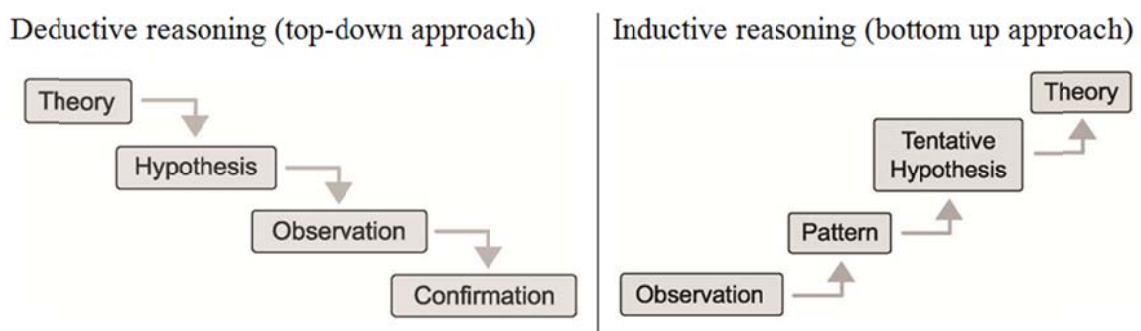 Deductive reasoning (top-down approach)
Theory
Hypothesis
Observation
Confirmation
Inductive reasoning (bottom up approach)
Theory
Tentative
Hypothesis
Pattern
Observation